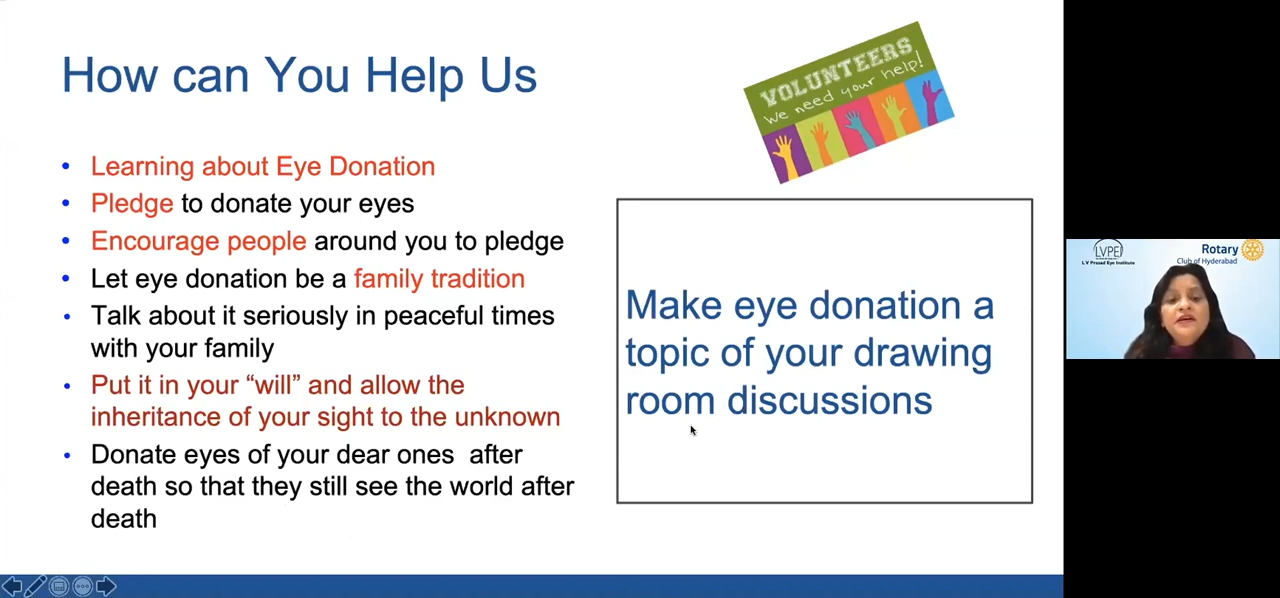 How can You Help Us
VOLUNTEERS
we need your help!
• Learning about Eye Donation
• Pledge to donate your eyes
• Encourage people around you to pledge
• Let eye donation be a family tradition
• Talk about it seriously in peaceful times
with your family
• Put it in your “will” and allow the
inheritance of your sight to the unknown
• Donate eyes of your dear ones  after
death so that they still see the world after
death
Make eye donation a
topic of your drawing
room discussions
LVPEI
L V Prasad Eye Institute
Rotary
Club of Hyderabad